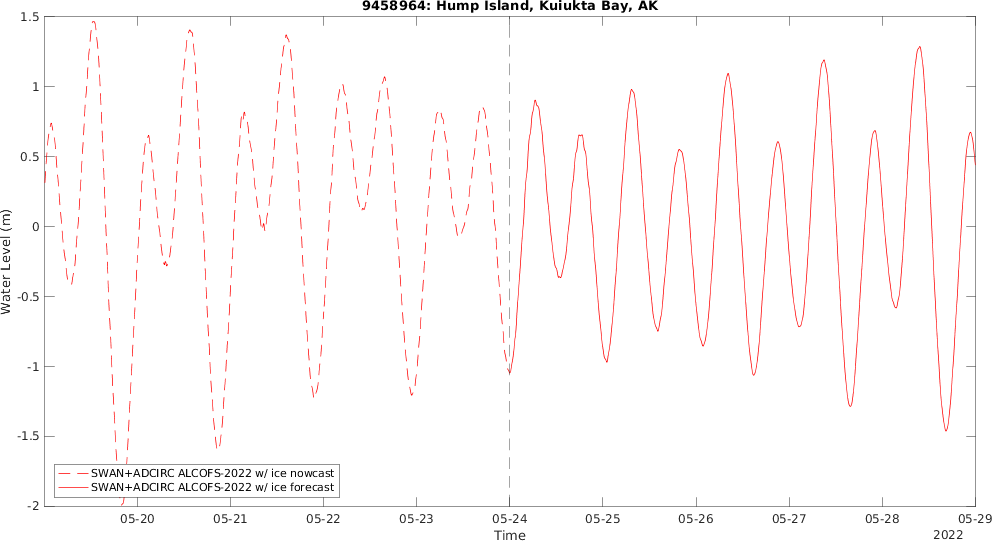 9458964: Hump Island, Kuiukta Bay, AK
1.5
1
0.5
0
-0.5
-1
-1.5
-2
Water Level (m)
SWAN+ADCIRC ALCOFS-2022 w/ ice nowcast
SWAN+ADCIRC ALCOFS-2022 w/ ice forecast
05-20 05-21 05-22 05-23 05-24 05-25 05-26 05-27 05-28 05-29
Time
2022